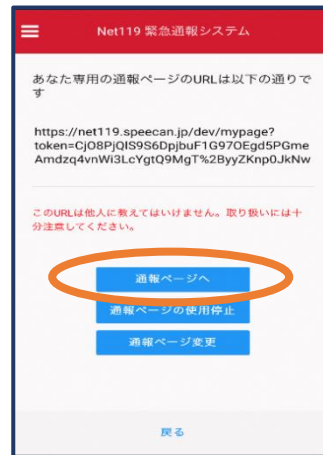 Net119 緊急通報システム
あなた専用の通報ページのURLは以下の通りで
す
https://net119.speecan.jp/dev/mypage?
token=CjO8PjQlS9S6DpjbuF1G97OEgd5PGme
Amdzq4vnWi3LcYgtQ9MgT%2ByyZKnp0JkNw
このURLは他人に教えてはいけません。取り扱いには十
分注意してください。
通報ページへ
通報ページの使用停止
通報ページ変更
戻る